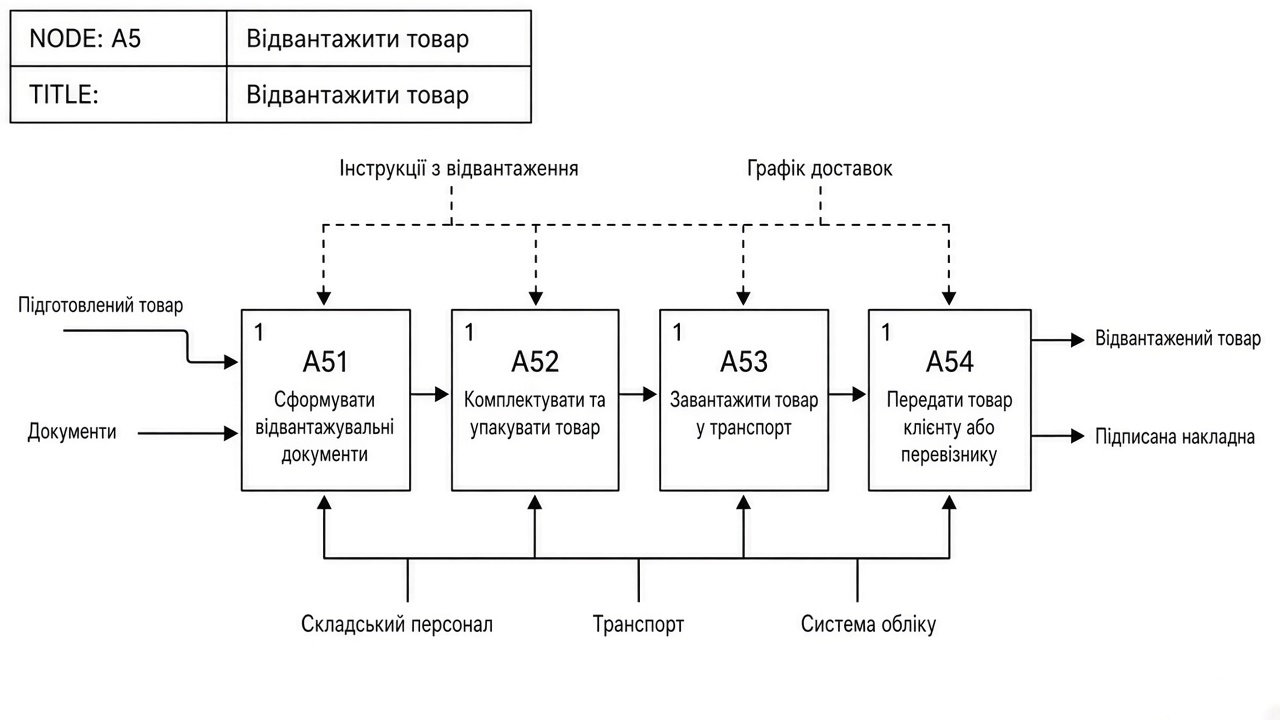 NODE: A5
Відвантажити товар
TITLE:
Відвантажити товар
Інструкції з відвантаження
Графік доставок
Підготовлений товар
Документи
1
A51
Сформувати
відвантажувальні
документи
1
A52
Комплектувати та
упакувати товар
1
A53
Завантажити товар
у транспорт
1
A54
Передати товар
клієнту або
перевізнику
Відвантажений товар
Підписана накладна
Складський персонал
Транспорт
Система обліку